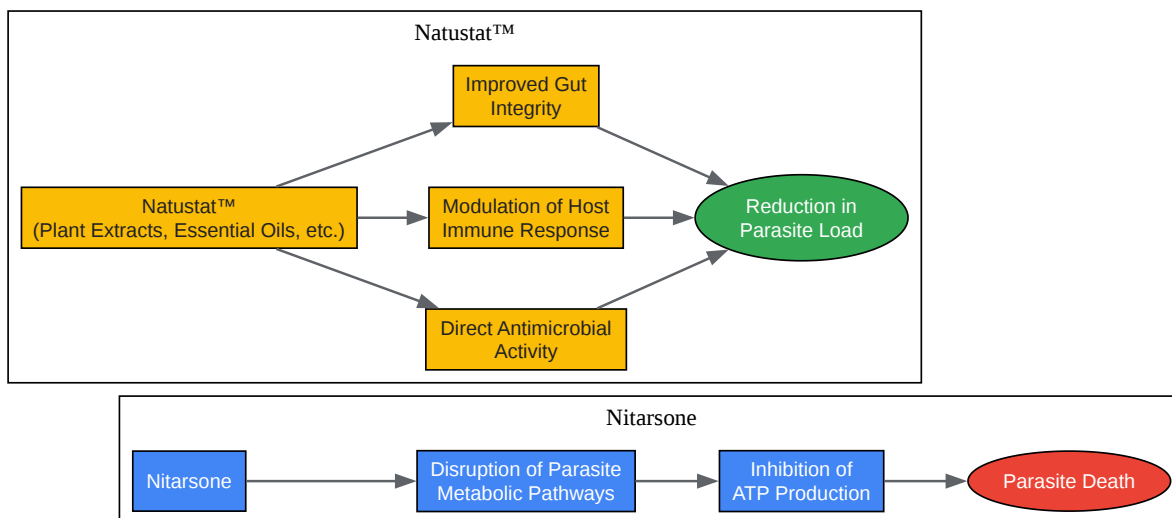 Natustat™
Improved Gut
Integrity
Natustat™
(Plant Extracts, Essential Oils, etc.)
Modulation of Host
Immune Response
Reduction in
Parasite Load
Direct Antimicrobial
Activity
Nitarsone
Nitarsone
Disruption of Parasite
Metabolic Pathways
Inhibition of
ATP Production
Parasite Death